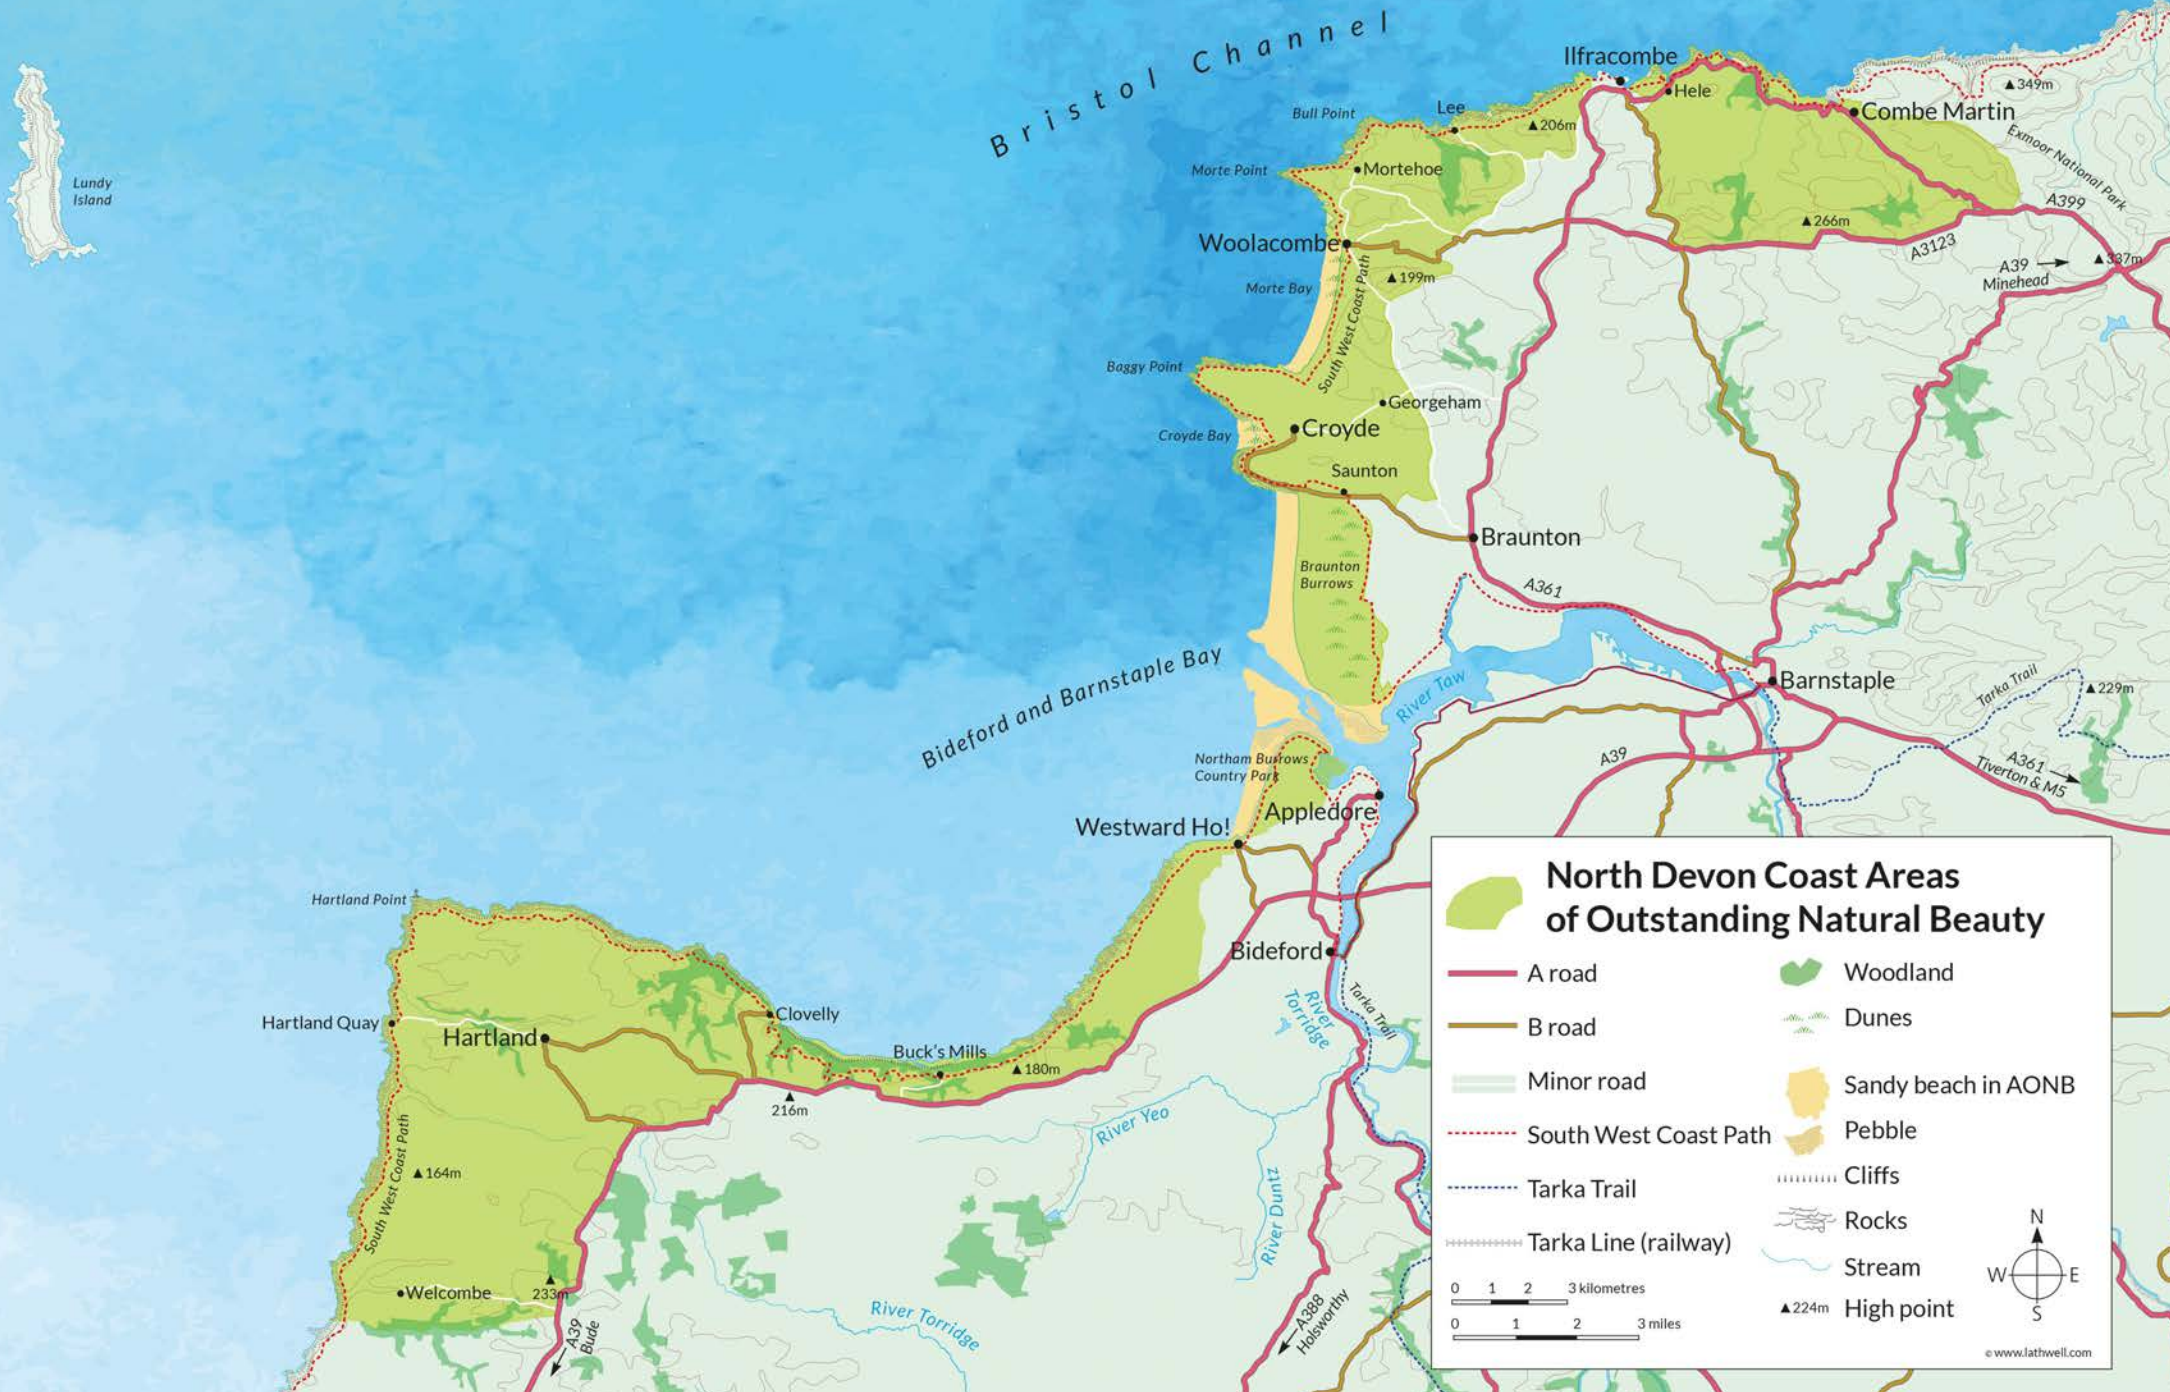 Bristol Channel
Ilfracombe
Hele
349m
Combe Martin
Exmoor National Park
Bull Point
Lee
206m
Morte Point
Mortehoe
Lundy
Island
A399
266m
A3123
Woolacombe
199m
A39
Minehead
337m
Morte Bay
South West Coast Path
Baggy Point
Georgeham
Croyde Bay
Croyde
Saunton
Braunton
Braunton
Burrows
A361
Bideford and Barnstaple Bay
River Taw
Barnstaple
Tarka Trail
229m
Northam Burrows
Country Park
A39
A361
Tiverton & M5
Appledore
Westward Ho!
Hartland Point
Bideford
River
Torridge
Tarka Trail
Hartland Quay
Hartland
Clovelly
Buck's Mills
180m
216m
River Yeo
South West Coast Path
164m
River Duntz
Welcombe
233m
A39
Bude
River Torridge
A388
Holsworthy
North Devon Coast Areas
of Outstanding Natural Beauty
A road
B road
Minor road
South West Coast Path
Tarka Trail
Tarka Line (railway)
0 1 2 3 kilometres
0 1 2 3 miles
Woodland
Dunes
Sandy beach in AONB
Pebble
Cliffs
Rocks
Stream
224m High point
N
W E
S
© www.lathwell.com